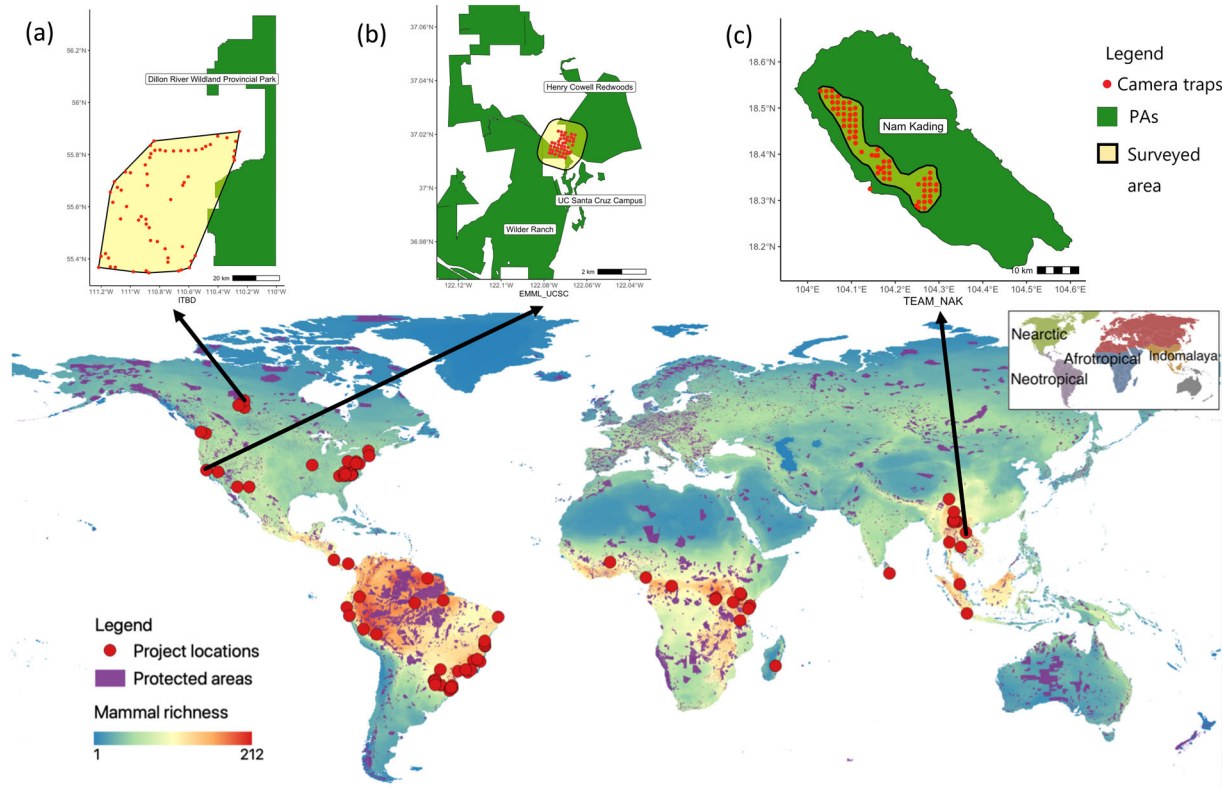 (a)
56.2°N
56°N
55.8°N
55.6°N
55.4°N
Dillon River Wildland Provincial Park
20 km
111.2°W 111°W 110.8°W 110.6°W 110.4°W 110.2°W 110°W
ITBD
(b)
37.06°N
37.04°N
37.02°N
37°N
36.98°N
Henry Cowell Redwoods
UC Santa Cruz Campus
Wilder Ranch
2 km
122.12°W 122.1°W 122.08°W 122.06°W 122.04°W
EMML_UCSC
(c)
18.6°N
18.5°N
18.4°N
18.3°N
18.2°N
Nam Kading
10 km
104°E 104.1°E 104.2°E 104.3°E 104.4°E 104.5°E 104.6°E
TEAM_NAK
Legend
Camera traps
PAs
Surveyed
area
Nearctic
Afrotropical
Indomalaya
Neotropical
Legend
Project locations
Protected areas
Mammal richness
1 212